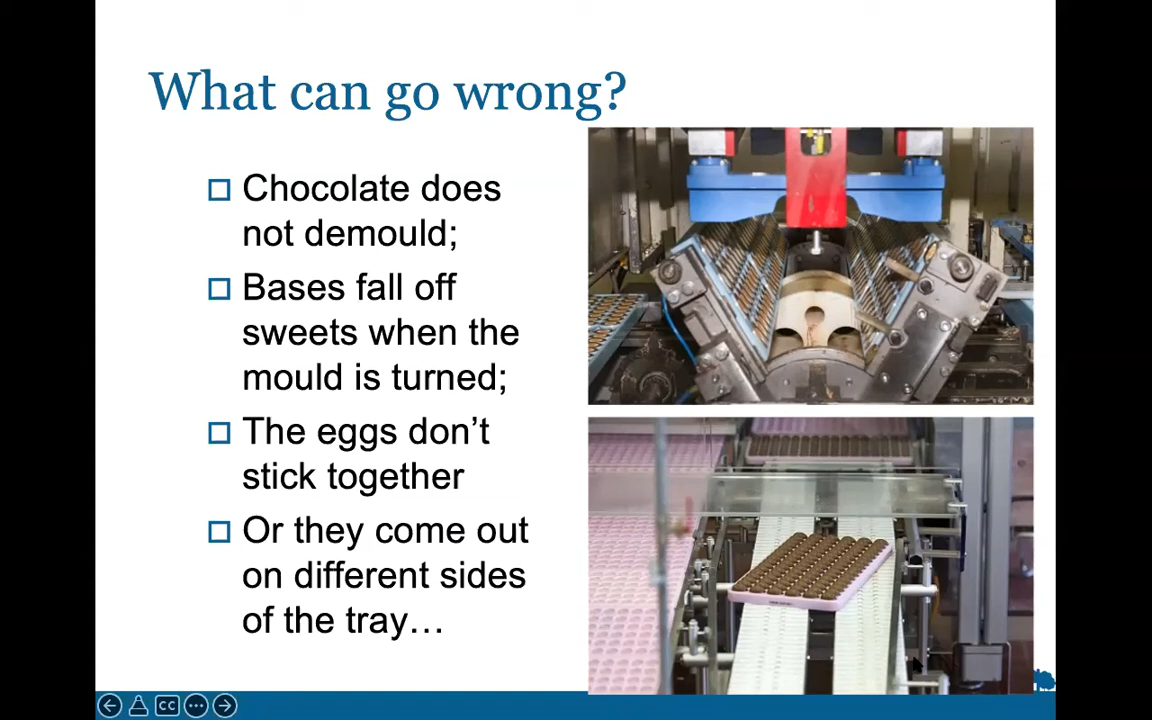 What can go wrong?
Chocolate does
not demould;
Bases fall off
sweets when the
mould is turned;
The eggs don’t
stick together
Or they come out
on different sides
of the tray…
CC